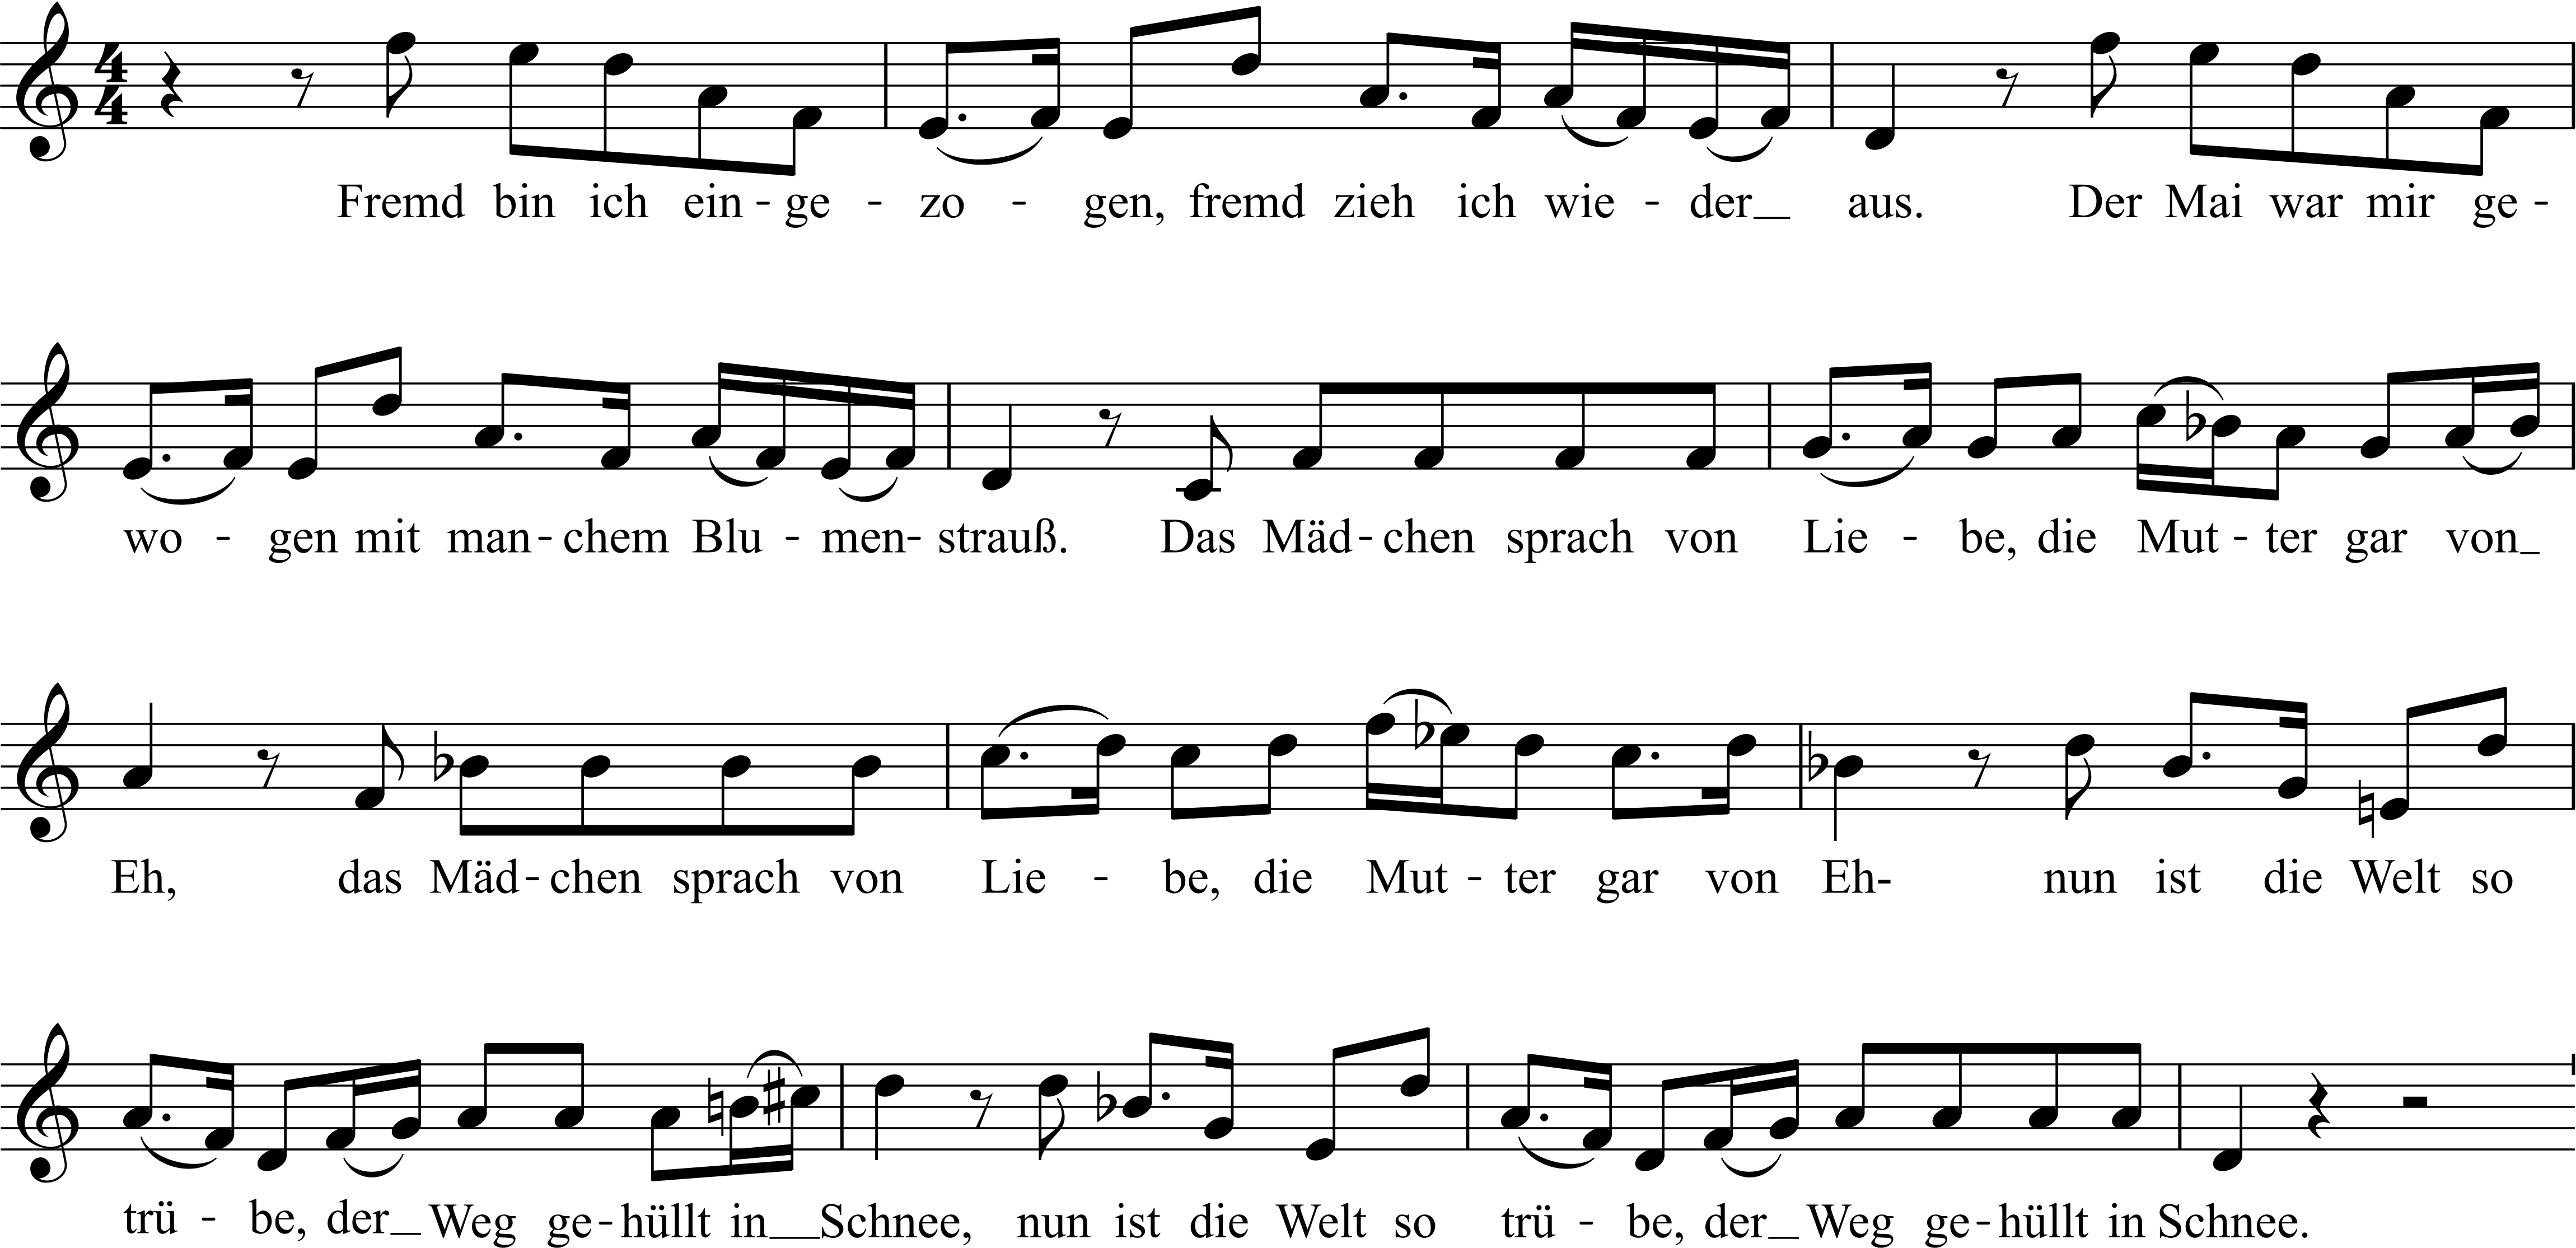 Fremd bin ich ein - ge - zo - gen, fremd zieh ich wie - der_ aus. Der Mai war mir ge -
wo - gen mit man - chem Blu - men- strauß. Das Mäd - chen sprach von Lie - be, die Mut - ter gar von_
Eh, das Mäd - chen sprach von Lie - be, die Mut - ter gar von Eh- nun ist die Welt so
trü - be, der_ Weg ge - hüllt in_ Schnee, nun ist die Welt so trü - be, der_ Weg ge - hüllt in Schnee.